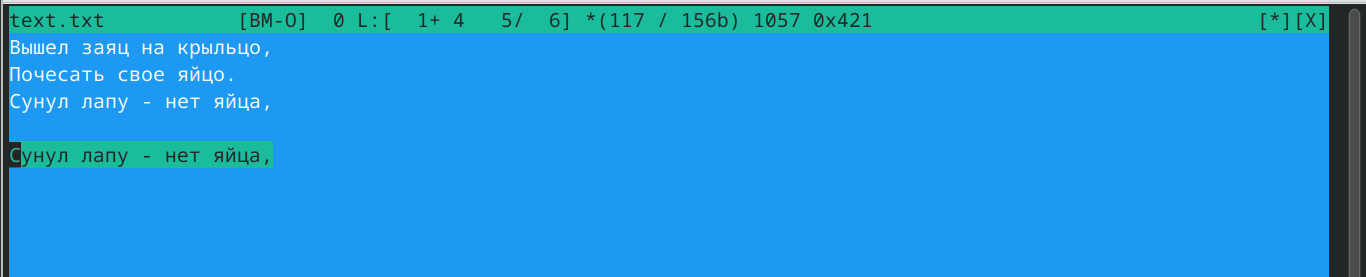 text.txt [BM-O] 0 L:[ 1+ 4 5/ 6] *(117 / 156b) 1057 0x421 [*][X]
Вышел заяц на крыльцо,
Почесать свое яйцо.
Сунул лапу - нет яйца,
Сунул лапу - нет яйца,